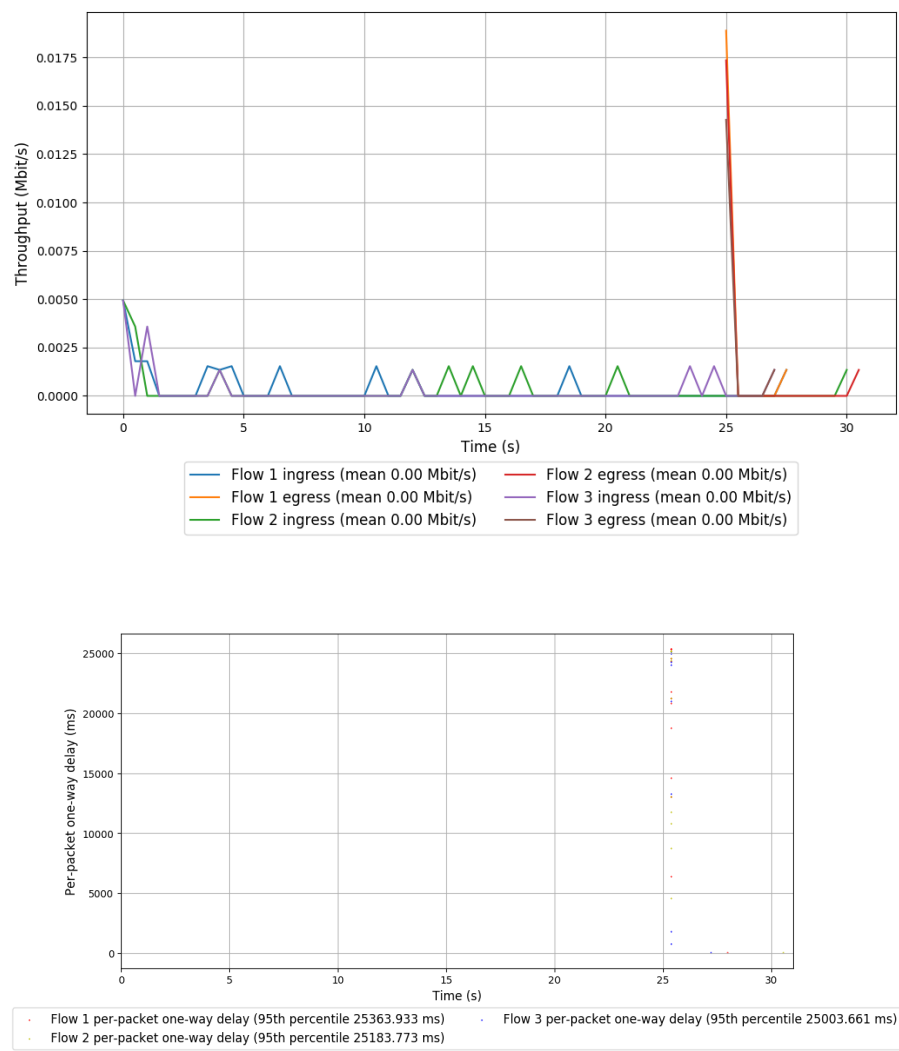 0.0175
0.0150
0.0125
0.0100
0.0075
0.0050
0.0025
0.0000
Throughput (Mbit/s)
0 5 10 15 20 25 30
Time (s)
Flow 1 ingress (mean 0.00 Mbit/s)
Flow 1 egress (mean 0.00 Mbit/s)
Flow 2 ingress (mean 0.00 Mbit/s)
Flow 2 egress (mean 0.00 Mbit/s)
Flow 3 ingress (mean 0.00 Mbit/s)
Flow 3 egress (mean 0.00 Mbit/s)
25000
20000
15000
10000
5000
0
Per-packet one-way delay (ms)
0 5 10 15 20 25 30
Time (s)
Flow 1 per-packet one-way delay (95th percentile 25363.933 ms)
Flow 2 per-packet one-way delay (95th percentile 25183.773 ms)
Flow 3 per-packet one-way delay (95th percentile 25003.661 ms)